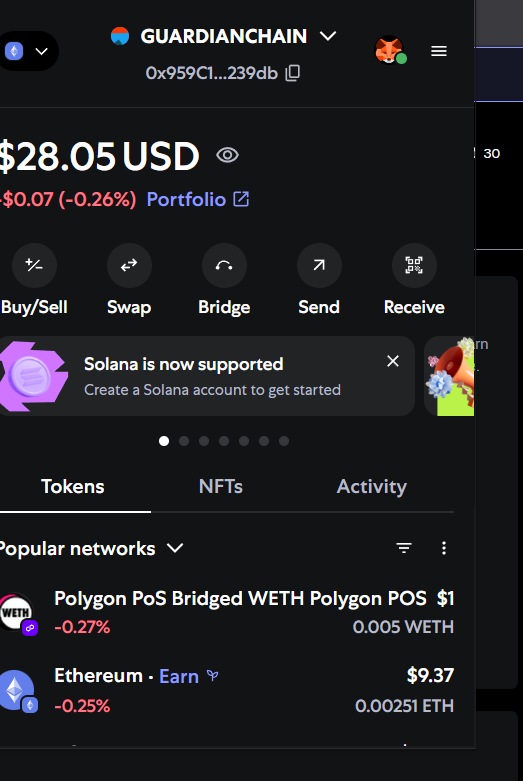 GUARDIANCHAIN
0x959C1...239db
30
$28.05 USD
-$0.07 (-0.26%) Portfolio
Buy/Sell Swap Bridge Send Receive
Solana is now supported
Create a Solana account to get started
Tokens NFTs Activity
Popular networks
WETH
Polygon PoS Bridged WETH Polygon POS $1
-0.27% 0.005 WETH
Ethereum · Earn $9.37
-0.25% 0.00251 ETH